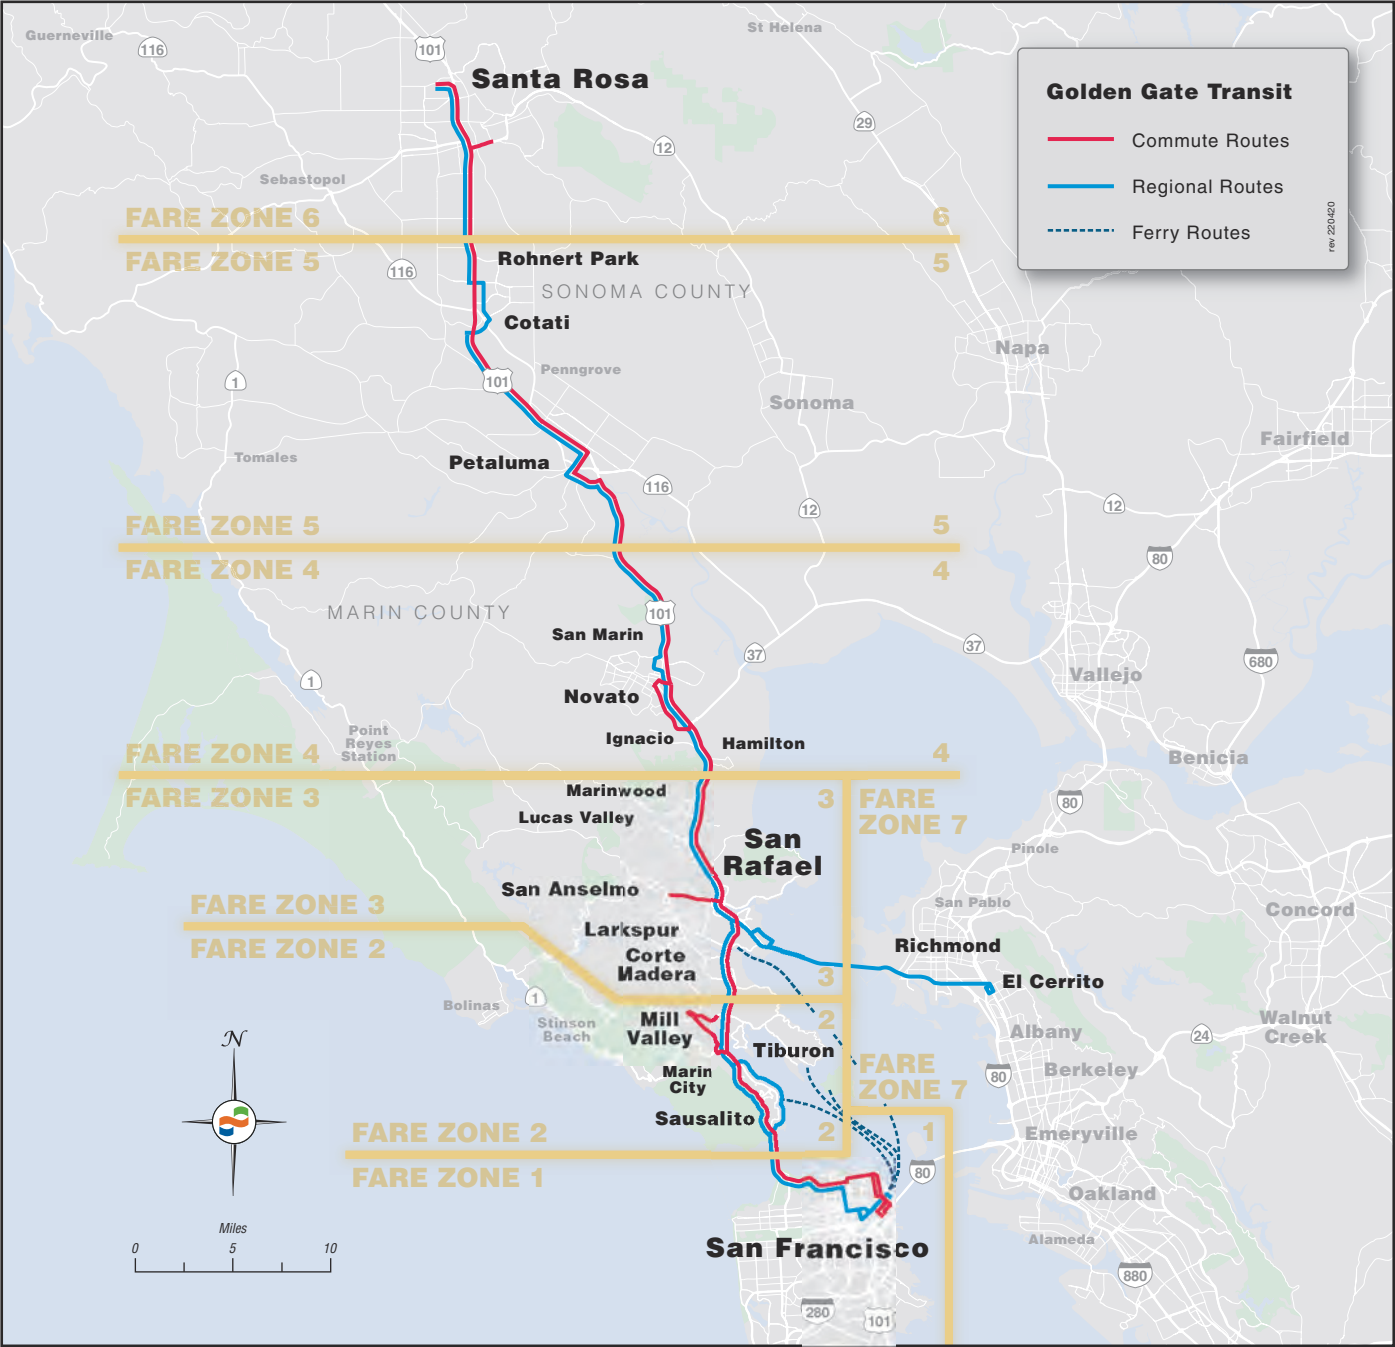 Guerneville
116
101
St Helena
Santa Rosa
Golden Gate Transit
Commute Routes
Regional Routes
Ferry Routes
rev 220420
29
12
Sebastopol
FARE ZONE 6
6
FARE ZONE 5
5
116
Rohnert Park
SONOMA COUNTY
Cotati
Napa
1
101
Penngrove
Sonoma
Fairfield
Tomales
Petaluma
116
12
12
FARE ZONE 5
5
80
FARE ZONE 4
4
MARIN COUNTY
101
San Marin
37
37
680
1
Vallejo
Novato
Point
Reyes
Station
Ignacio
Hamilton
Benicia
FARE ZONE 4
4
FARE ZONE 3
3
FARE
ZONE 7
Marinwood
80
Lucas Valley
San
Rafael
Pinole
San Anselmo
FARE ZONE 3
San Pablo
Concord
Larkspur
FARE ZONE 2
Richmond
Corte
Madera
3
El Cerrito
Bolinas
1
Stinson
Beach
Mill
Valley
2
Albany
24
Walnut
Creek
Tiburon
FARE
ZONE 7
80
Berkeley
Marin
City
N
Sausalito
FARE ZONE 2
2
1
Emeryville
FARE ZONE 1
80
Oakland
Miles
0
5
10
San Francisco
Alameda
880
280
101